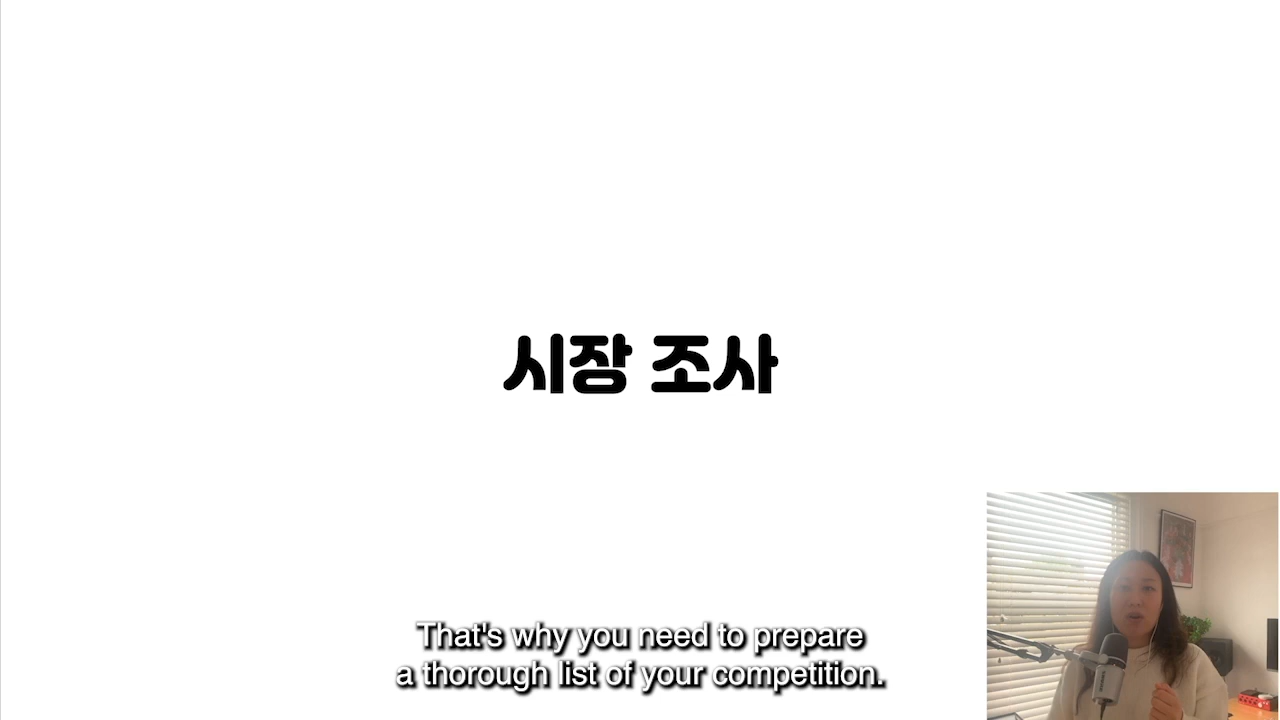 시장 조사
That's why you need to prepare
a thorough list of your competition.